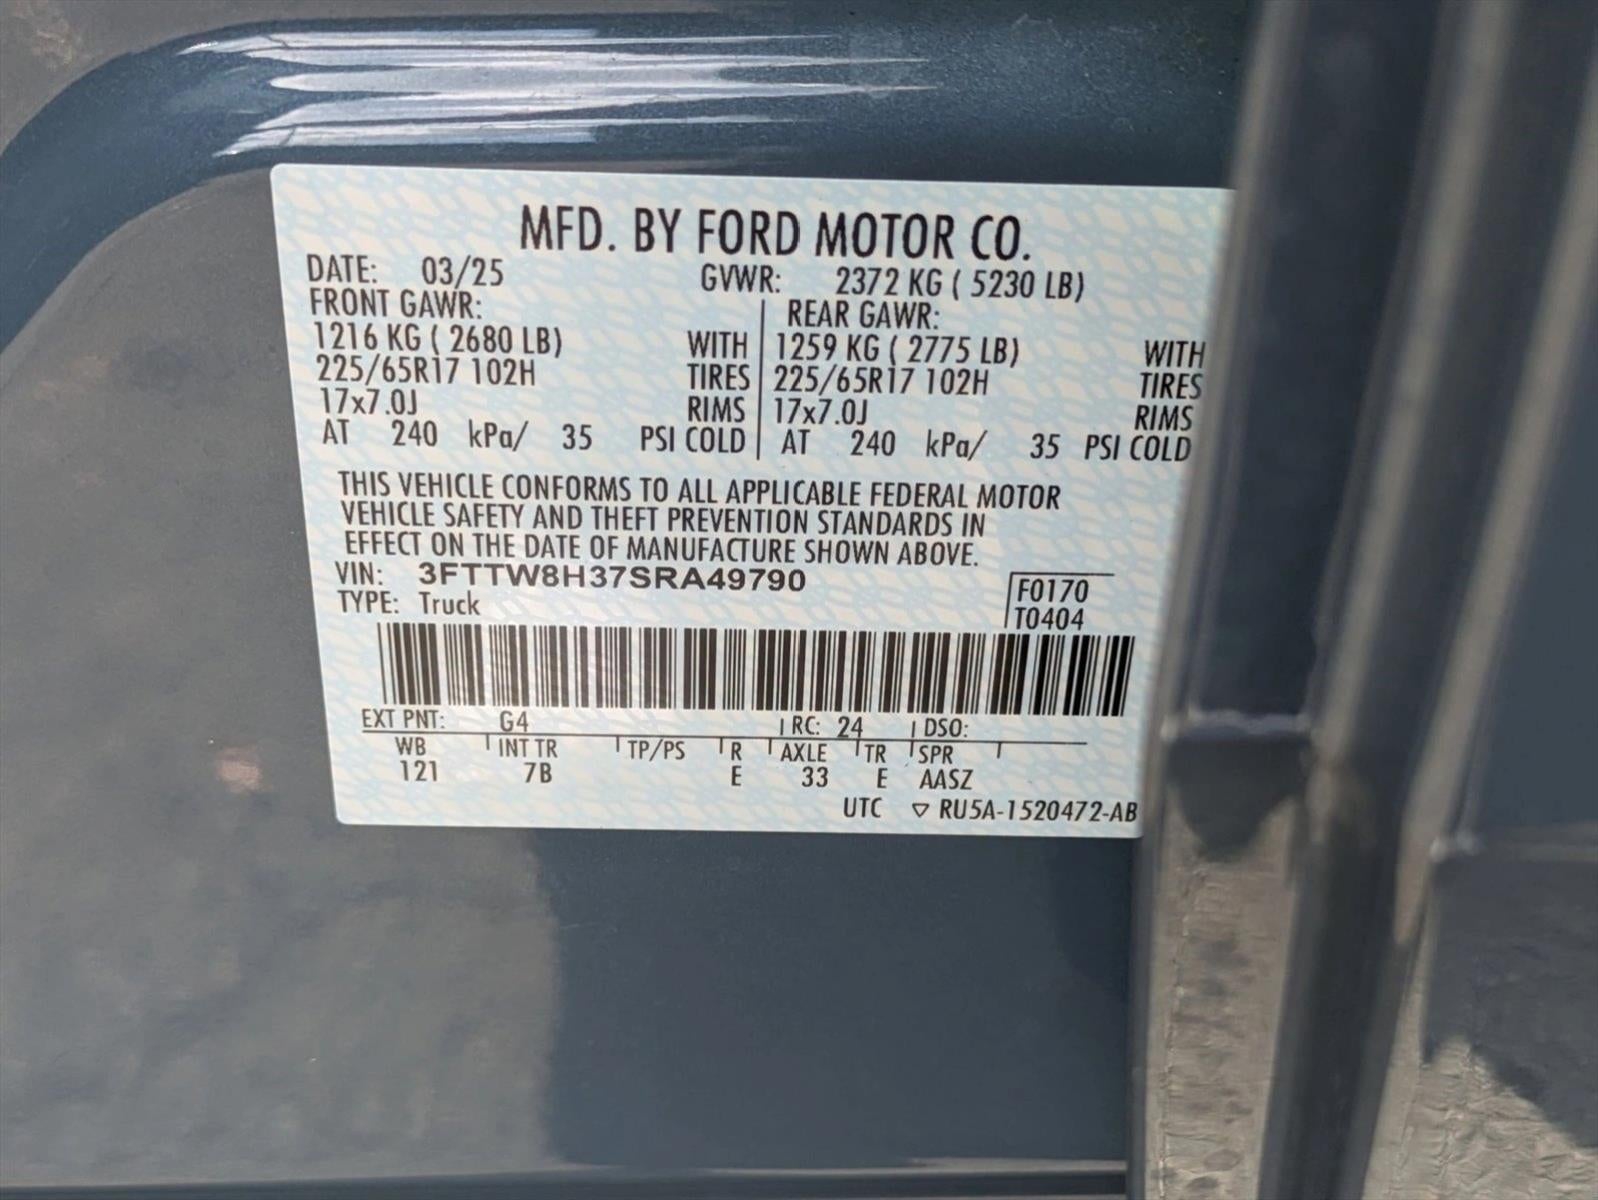 MFD. BY FORD MOTOR CO.
DATE: 03/25 GVWR: 2372 KG ( 5230 LB)
FRONT GAWR: REAR GAWR:
1216 KG ( 2680 LB) WITH 1259 KG ( 2775 LB) WITH
225/65R17 102H TIRES 225/65R17 102H TIRES
17x7.0J RIMS 17x7.0J RIMS
AT 240 kPa/ 35 PSI COLD AT 240 kPa/ 35 PSI COLD
THIS VEHICLE CONFORMS TO ALL APPLICABLE FEDERAL MOTOR
VEHICLE SAFETY AND THEFT PREVENTION STANDARDS IN
EFFECT ON THE DATE OF MANUFACTURE SHOWN ABOVE.
VIN: 3FTTW8H37SRA49790 F0170
TYPE: Truck T0404
EXT PNT: G4 RC: 24 DSO:
WB INT TR TP/PS R AXLE TR SPR
121 7B E 33 E AASZ
UTC ▽ RU5A-1520472-AB